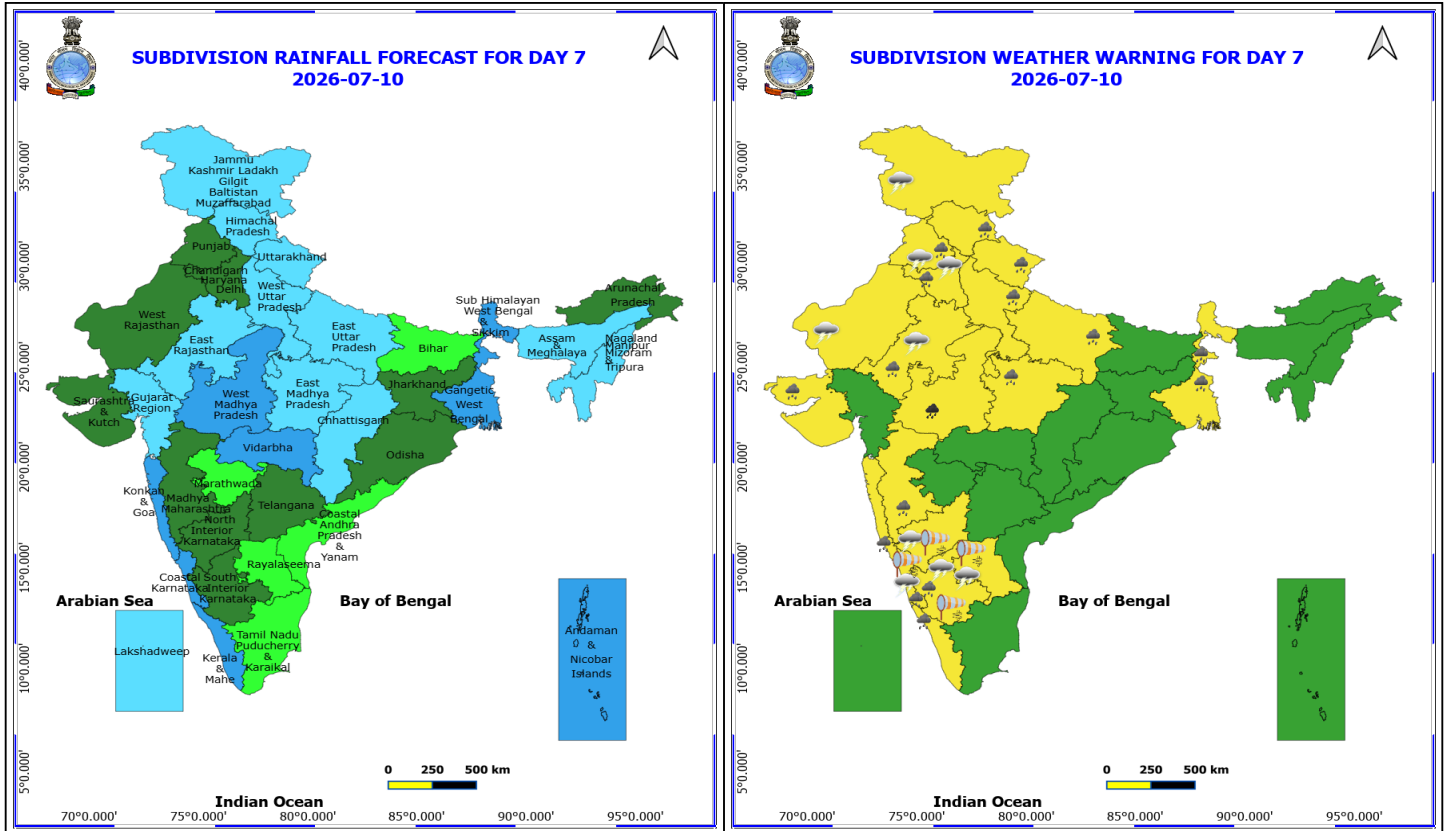 SUBDIVISION RAINFALL FORECAST FOR DAY 7
2026-07-10
40°0.000'
35°0.000'
30°0.000'
25°0.000'
20°0.000'
15°0.000'
10°0.000'
5°0.000'
Jammu
Kashmir Ladakh
Gilgit
Baltistan
Muzaffarabad
Himachal
Pradesh
Punjab
Uttarakhand
Chandigarh
Haryana
Delhi
West
Uttar
Pradesh
West
Rajasthan
East
Rajasthan
East
Uttar
Pradesh
Bihar
Sub Himalayan
West Bengal
&
Sikkim
Arunachal
Pradesh
Assam
&
Meghalaya
Nagaland
Manipur
Mizoram
&
Tripura
Saurashtra
&
Kutch
Gujarat
Region
West
Madhya
Pradesh
East
Madhya
Pradesh
Jharkhand
Gangetic
West
Bengal
Chhattisgarh
Vidarbha
Odisha
Konkan
&
Goa
Madhya
Maharashtra
Marathwada
Telangana
North
Interior
Karnataka
Coastal
Andhra
Pradesh
&
Yanam
Rayalaseema
Coastal
Karnataka
South
Interior
Karnataka
Tamil Nadu
Puducherry
&
Karaikal
Kerala
&
Mahe
Arabian Sea
Bay of Bengal
Lakshadweep
Andaman
&
Nicobar
Islands
0 250 500 km
Indian Ocean
70°0.000' 75°0.000' 80°0.000' 85°0.000' 90°0.000' 95°0.000'
SUBDIVISION WEATHER WARNING FOR DAY 7
2026-07-10
40°0.000'
35°0.000'
30°0.000'
25°0.000'
20°0.000'
15°0.000'
10°0.000'
5°0.000'
Arabian Sea
Bay of Bengal
0 250 500 km
Indian Ocean
70°0.000' 75°0.000' 80°0.000' 85°0.000' 90°0.000' 95°0.000'